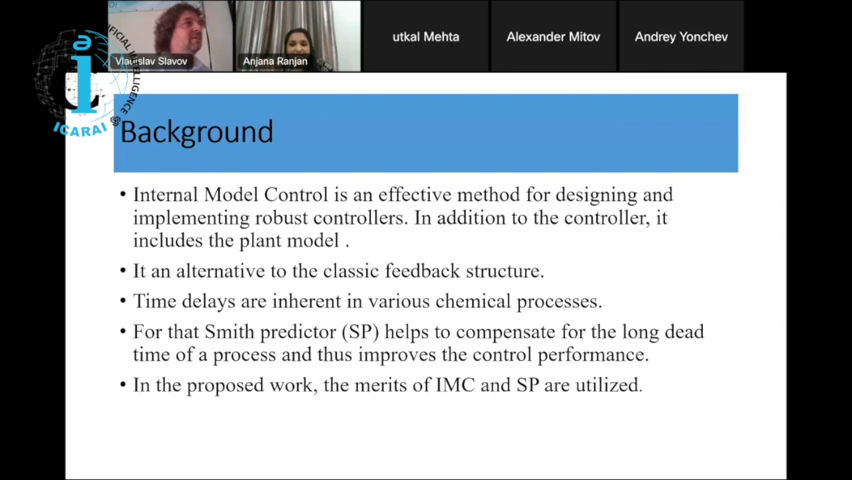 Vladislav Slavov
Anjana Ranjan
utkal Mehta
Alexander Mitov
Andrey Yonchev
ARTIFICIAL INTELLIGENCE
ICARAI
Background
• Internal Model Control is an effective method for designing and
implementing robust controllers. In addition to the controller, it
includes the plant model .
• It an alternative to the classic feedback structure.
• Time delays are inherent in various chemical processes.
• For that Smith predictor (SP) helps to compensate for the long dead
time of a process and thus improves the control performance.
• In the proposed work, the merits of IMC and SP are utilized.